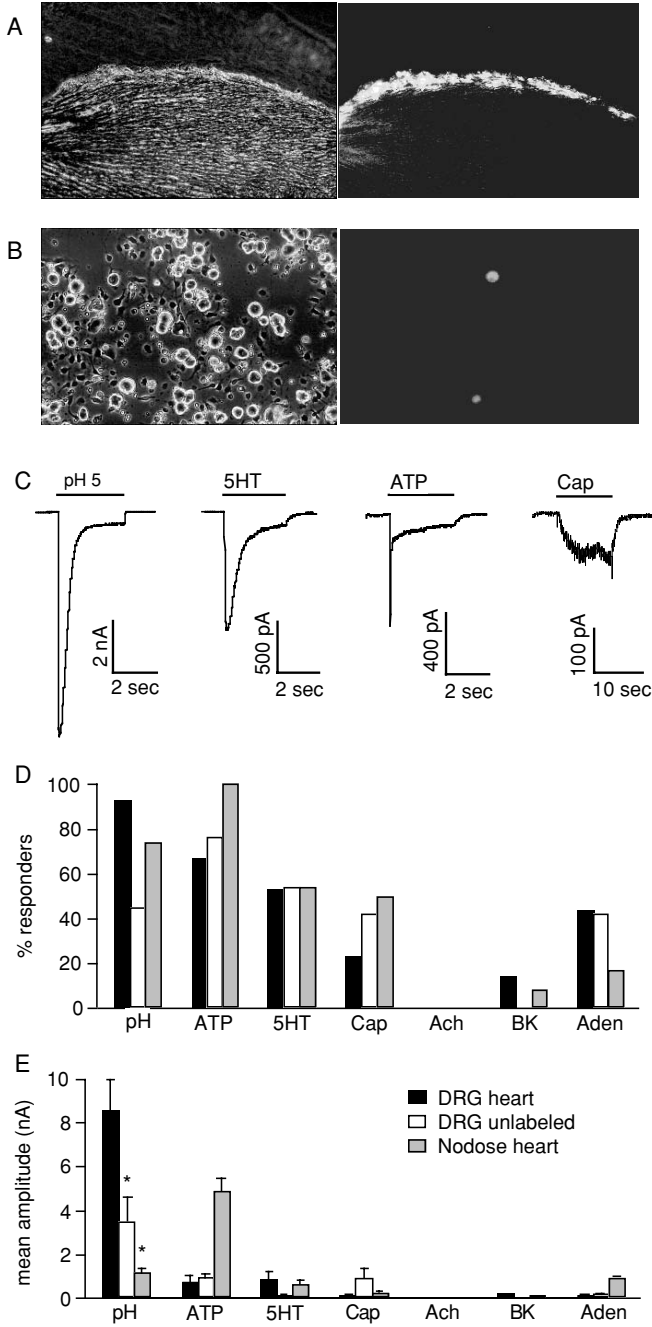 A
B
C
pH 5 5HT ATP Cap
2 nA 500 pA 400 pA 100 pA
2 sec 2 sec 2 sec 10 sec
D
% responders
100
80
60
40
20
0
pH ATP 5HT Cap Ach BK Aden
E
mean amplitude (nA)
10
8
6
4
2
0
DRG heart
DRG unlabeled
Nodose heart
*
*
pH ATP 5HT Cap Ach BK Aden